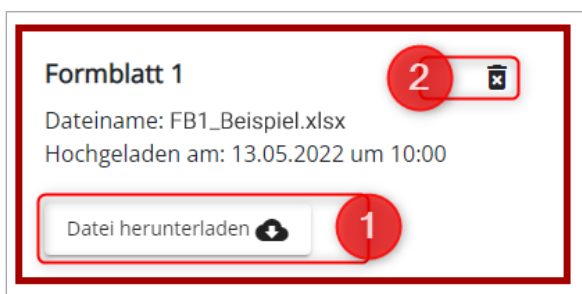 Formblatt 1
2
Dateiname: FB1_Beispiel.xlsx
Hochgeladen am: 13.05.2022 um 10:00
Datei herunterladen
1